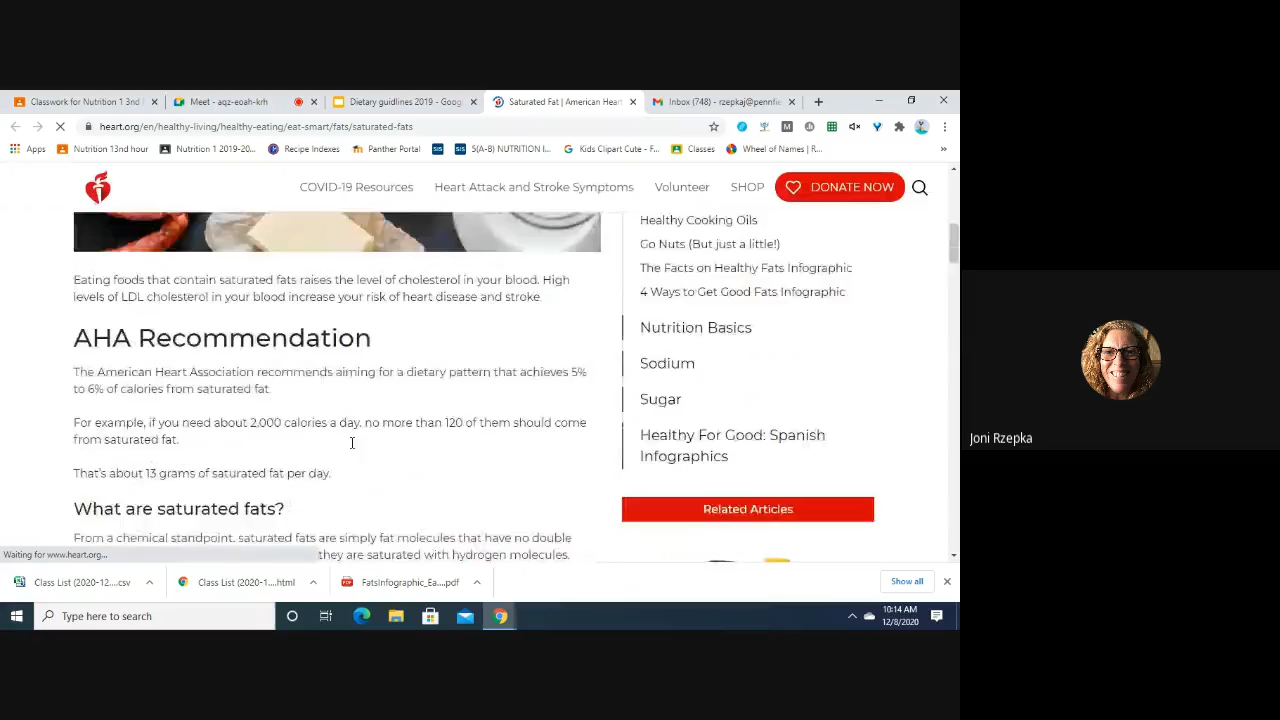 Classwork for Nutrition 1 3nd
Meet - aqz-eoah-krh
Dietary guidlines 2019 - Goog
Saturated Fat | American Hear
Inbox (748) - rzepkaj@pennfie
heart.org/en/healthy-living/healthy-eating/eat-smart/fats/saturated-fats
Apps
Nutrition 13nd hour
Nutrition 1 2019-20...
Recipe Indexes
Panther Portal
SIS
SIS
5(A-B) NUTRITION I...
Kids Clipart Cute - F...
Classes
Wheel of Names | R...
COVID-19 Resources
Heart Attack and Stroke Symptoms
Volunteer
SHOP
DONATE NOW
Eating foods that contain saturated fats raises the level of cholesterol in your blood. High
levels of LDL cholesterol in your blood increase your risk of heart disease and stroke.
AHA Recommendation
The American Heart Association recommends aiming for a dietary pattern that achieves 5%
to 6% of calories from saturated fat.
For example, if you need about 2,000 calories a day, no more than 120 of them should come
from saturated fat.
That's about 13 grams of saturated fat per day.
What are saturated fats?
From a chemical standpoint, saturated fats are simply fat molecules that have no double
they are saturated with hydrogen molecules.
Healthy Cooking Oils
Go Nuts (But just a little!)
The Facts on Healthy Fats Infographic
4 Ways to Get Good Fats Infographic
Nutrition Basics
Sodium
Sugar
Healthy For Good: Spanish
Infographics
Related Articles
Waiting for www.heart.org...
Class List (2020-12....csv
Class List (2020-1....html
FatsInfographic_Ea....pdf
Show all
Type here to search
10:14 AM
12/8/2020
Joni Rzepka